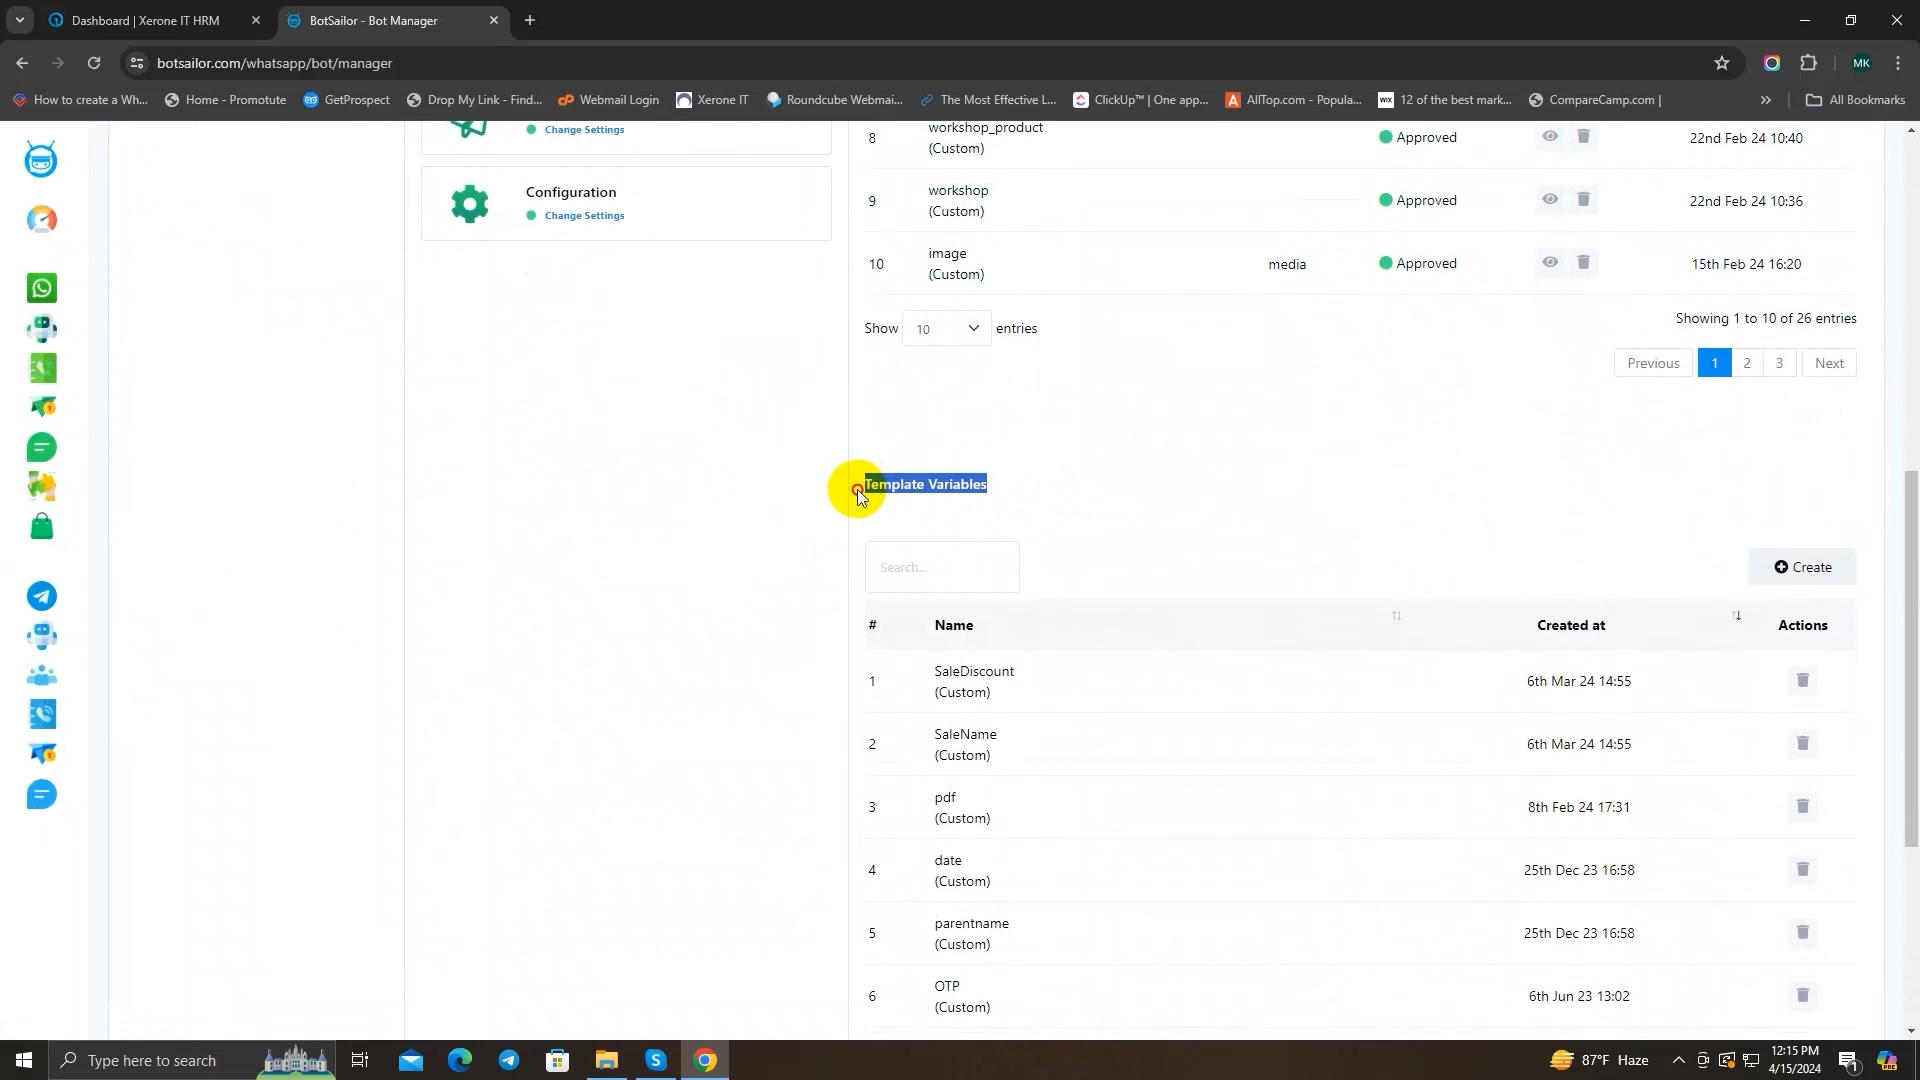 Dashboard | Xerone IT HRM
BotSailor - Bot Manager
botsailor.com/whatsapp/bot/manager
MK
How to create a Wh...
Home - Promotute
GetProspect
Drop My Link - Find...
Webmail Login
Xerone IT
Roundcube Webmai...
The Most Effective L...
ClickUp™ | One app...
AllTop.com - Popula...
12 of the best mark...
CompareCamp.com |
All Bookmarks
Change Settings
Configuration
Change Settings
8 workshop_product Approved 22nd Feb 24 10:40
(Custom)
9 workshop Approved 22nd Feb 24 10:36
(Custom)
10 image media Approved 15th Feb 24 16:20
(Custom)
Show 10 entries
Showing 1 to 10 of 26 entries
Previous 1 2 3 Next
Template Variables
Search...
Create
# Name Created at Actions
1 SaleDiscount 6th Mar 24 14:55
(Custom)
2 SaleName 6th Mar 24 14:55
(Custom)
3 pdf 8th Feb 24 17:31
(Custom)
4 date 25th Dec 23 16:58
(Custom)
5 parentname 25th Dec 23 16:58
(Custom)
6 OTP 6th Jun 23 13:02
(Custom)
Type here to search
87°F Haze
12:15 PM
4/15/2024
1